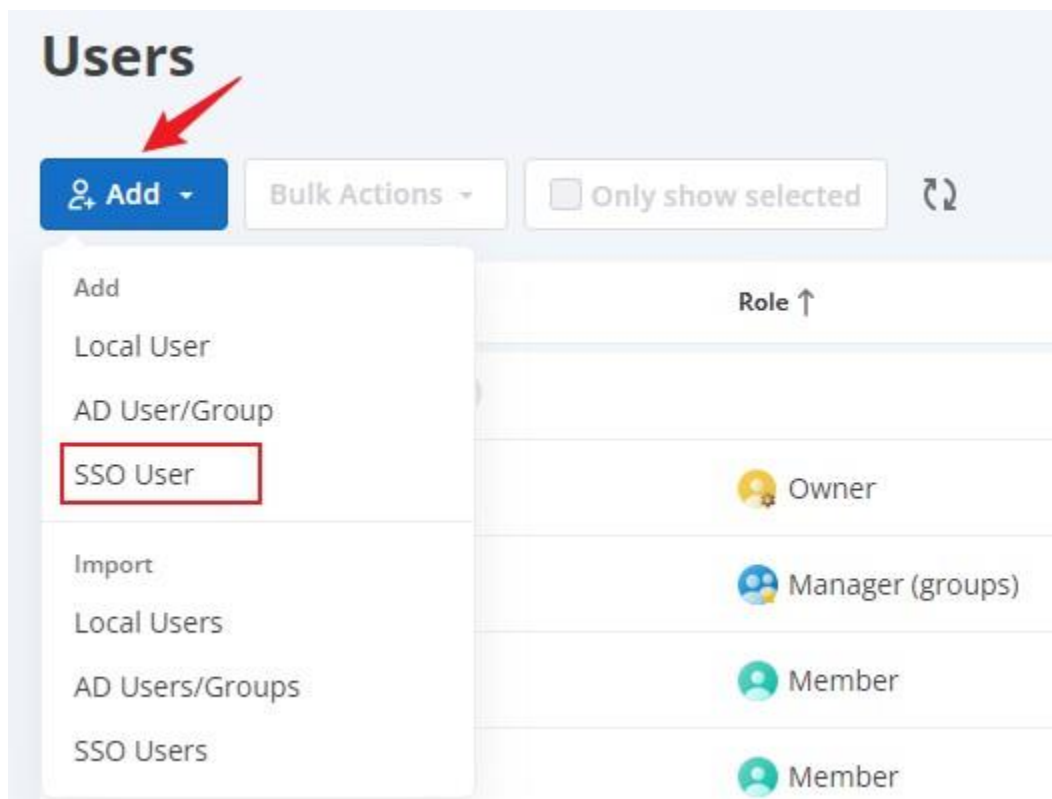 Users
Add
Bulk Actions
Only show selected
Add
Local User
AD User/Group
SSO User
Import
Local Users
AD Users/Groups
SSO Users
Role ↑
Owner
Manager (groups)
Member
Member